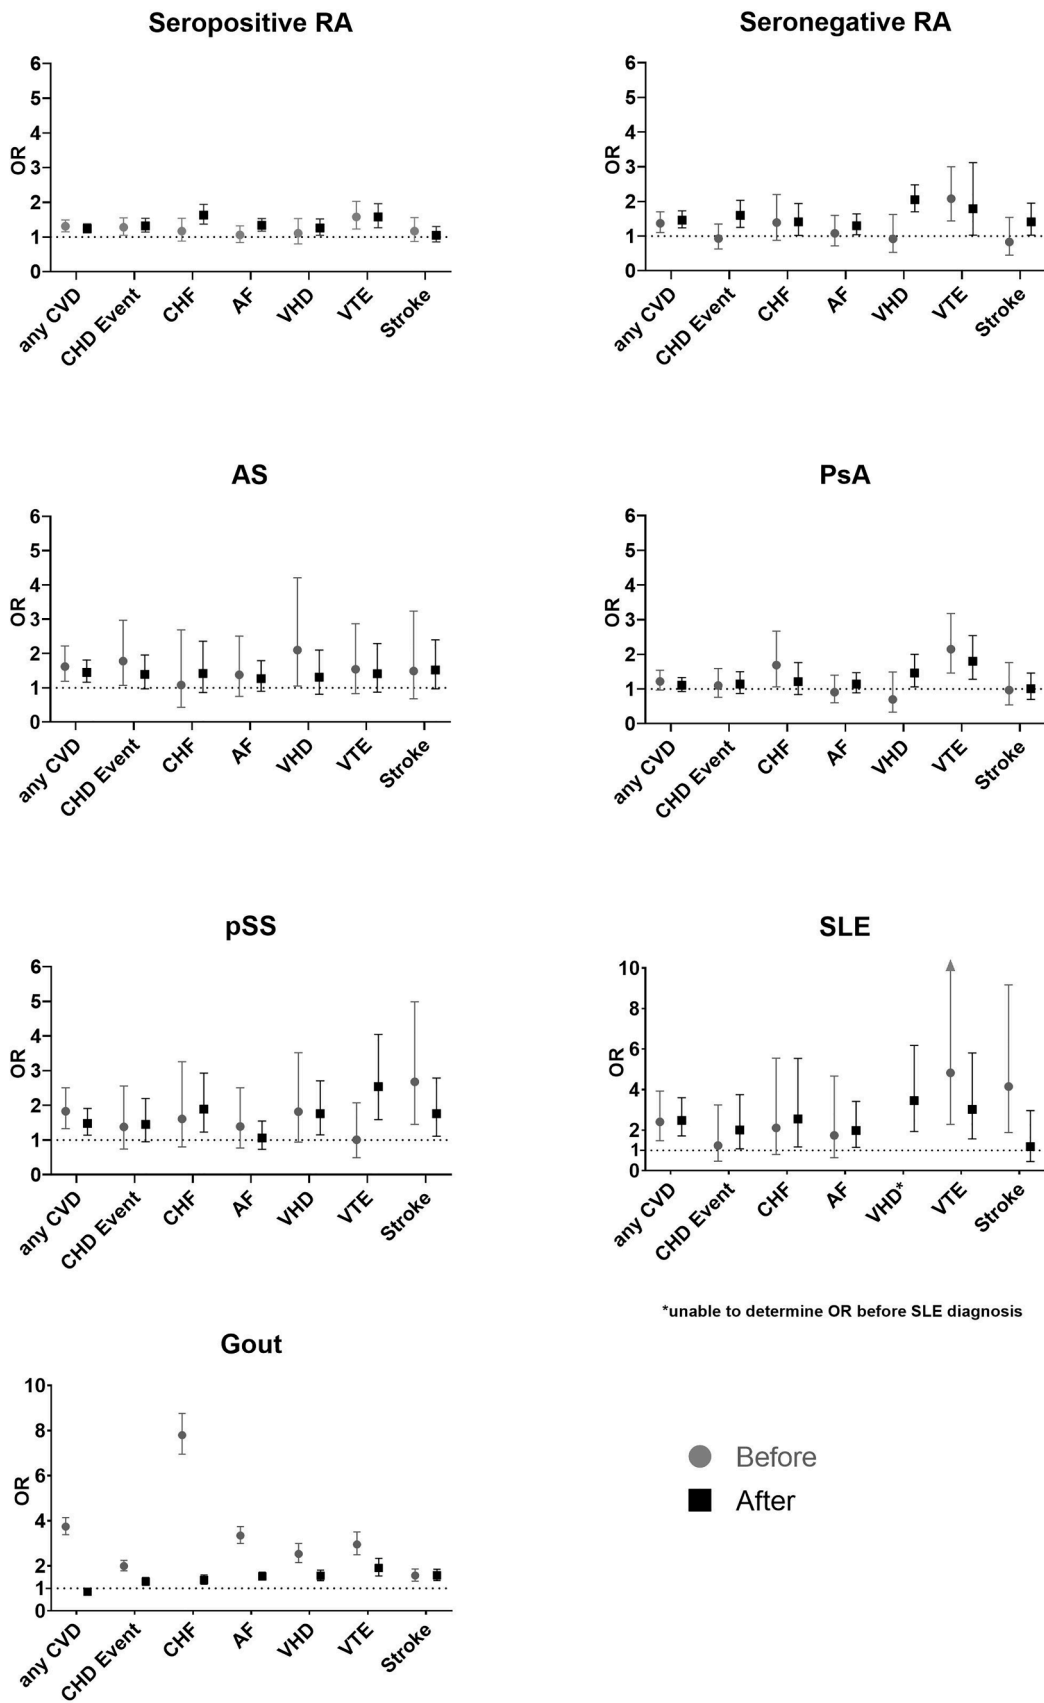 Seropositive RA
6
5
4
3
2
1
0
OR
any CVD
CHD Event
CHF
AF
VHD
VTE
Stroke
Seronegative RA
6
5
4
3
2
1
0
OR
any CVD
CHD Event
CHF
AF
VHD
VTE
Stroke
AS
6
5
4
3
2
1
0
OR
any CVD
CHD Event
CHF
AF
VHD
VTE
Stroke
PsA
6
5
4
3
2
1
0
OR
any CVD
CHD Event
CHF
AF
VHD
VTE
Stroke
pSS
6
5
4
3
2
1
0
OR
any CVD
CHD Event
CHF
AF
VHD
VTE
Stroke
SLE
10
8
6
4
2
1
0
OR
any CVD
CHD Event
CHF
AF
VHD*
VTE
Stroke
*unable to determine OR before SLE diagnosis
Gout
10
8
6
4
2
1
0
OR
any CVD
CHD Event
CHF
AF
VHD
VTE
Stroke
Before
After